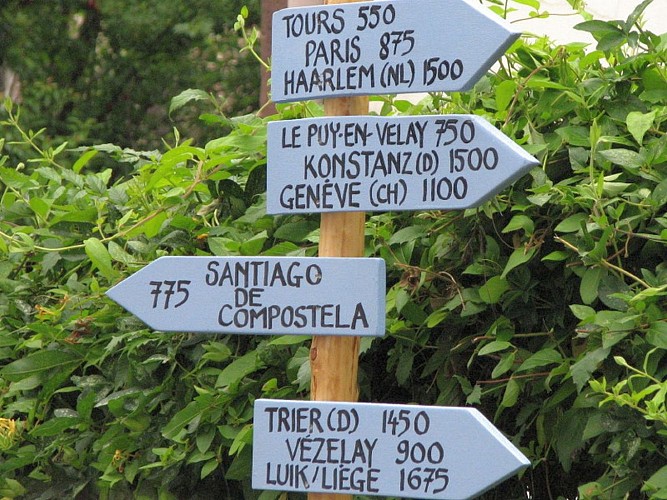 TOURS 550
PARIS 875
HAARLEM (NL) 1500
LE PUY-EN-VELAY 750
KONSTANZ(D) 1500
GENÊVE (CH) 1100
775 SANTIAGO
DE
COMPOSTELA
TRIER(D) 1450
VÉZELAY 900
LUIK/LIÈGE 1675